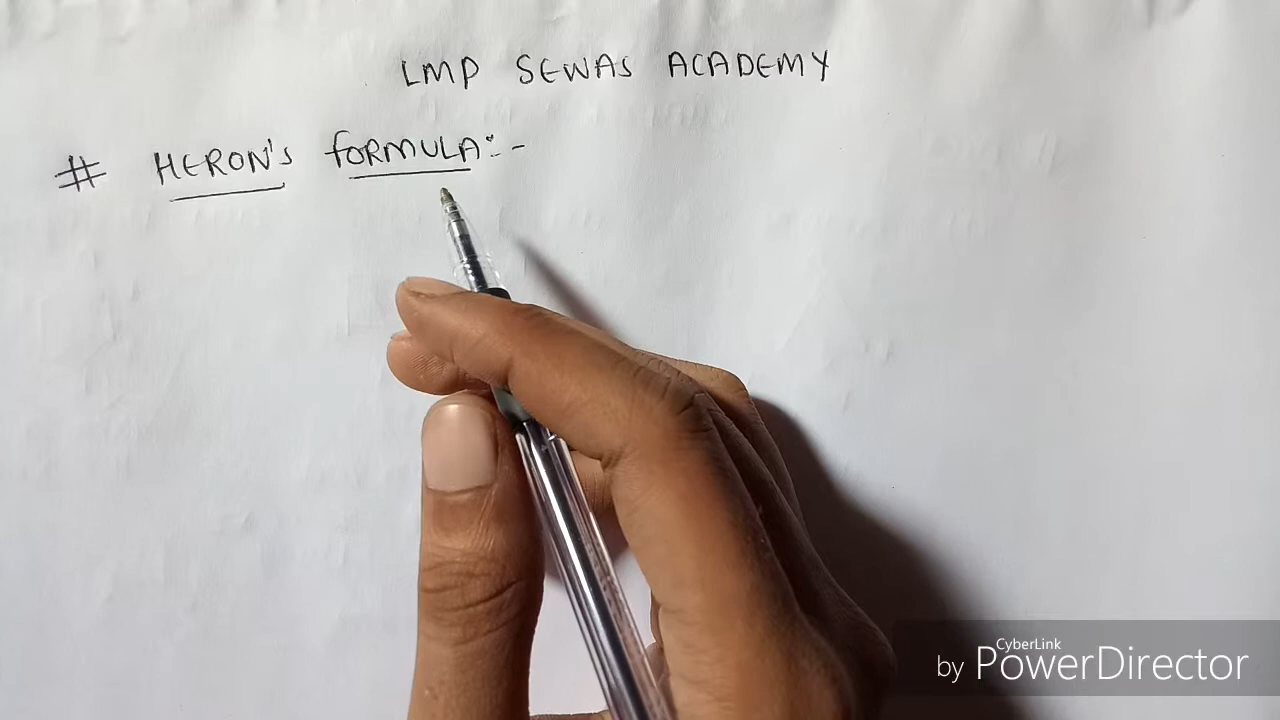 LMP SEWAS ACADEMY
# HERON's fORMULA:-
CyberLink
by PowerDirector